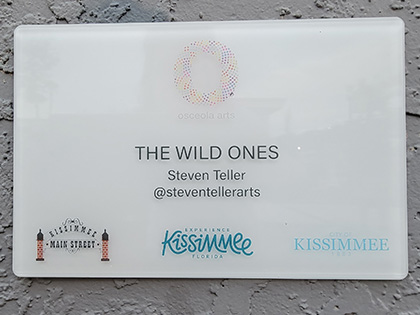 osceola arts
THE WILD ONES
Steven Teller
@steventellerarts
KISSIMMEE
MAIN STREET
EXPERIENCE
Kissimmee
FLORIDA
KISSIMMEE